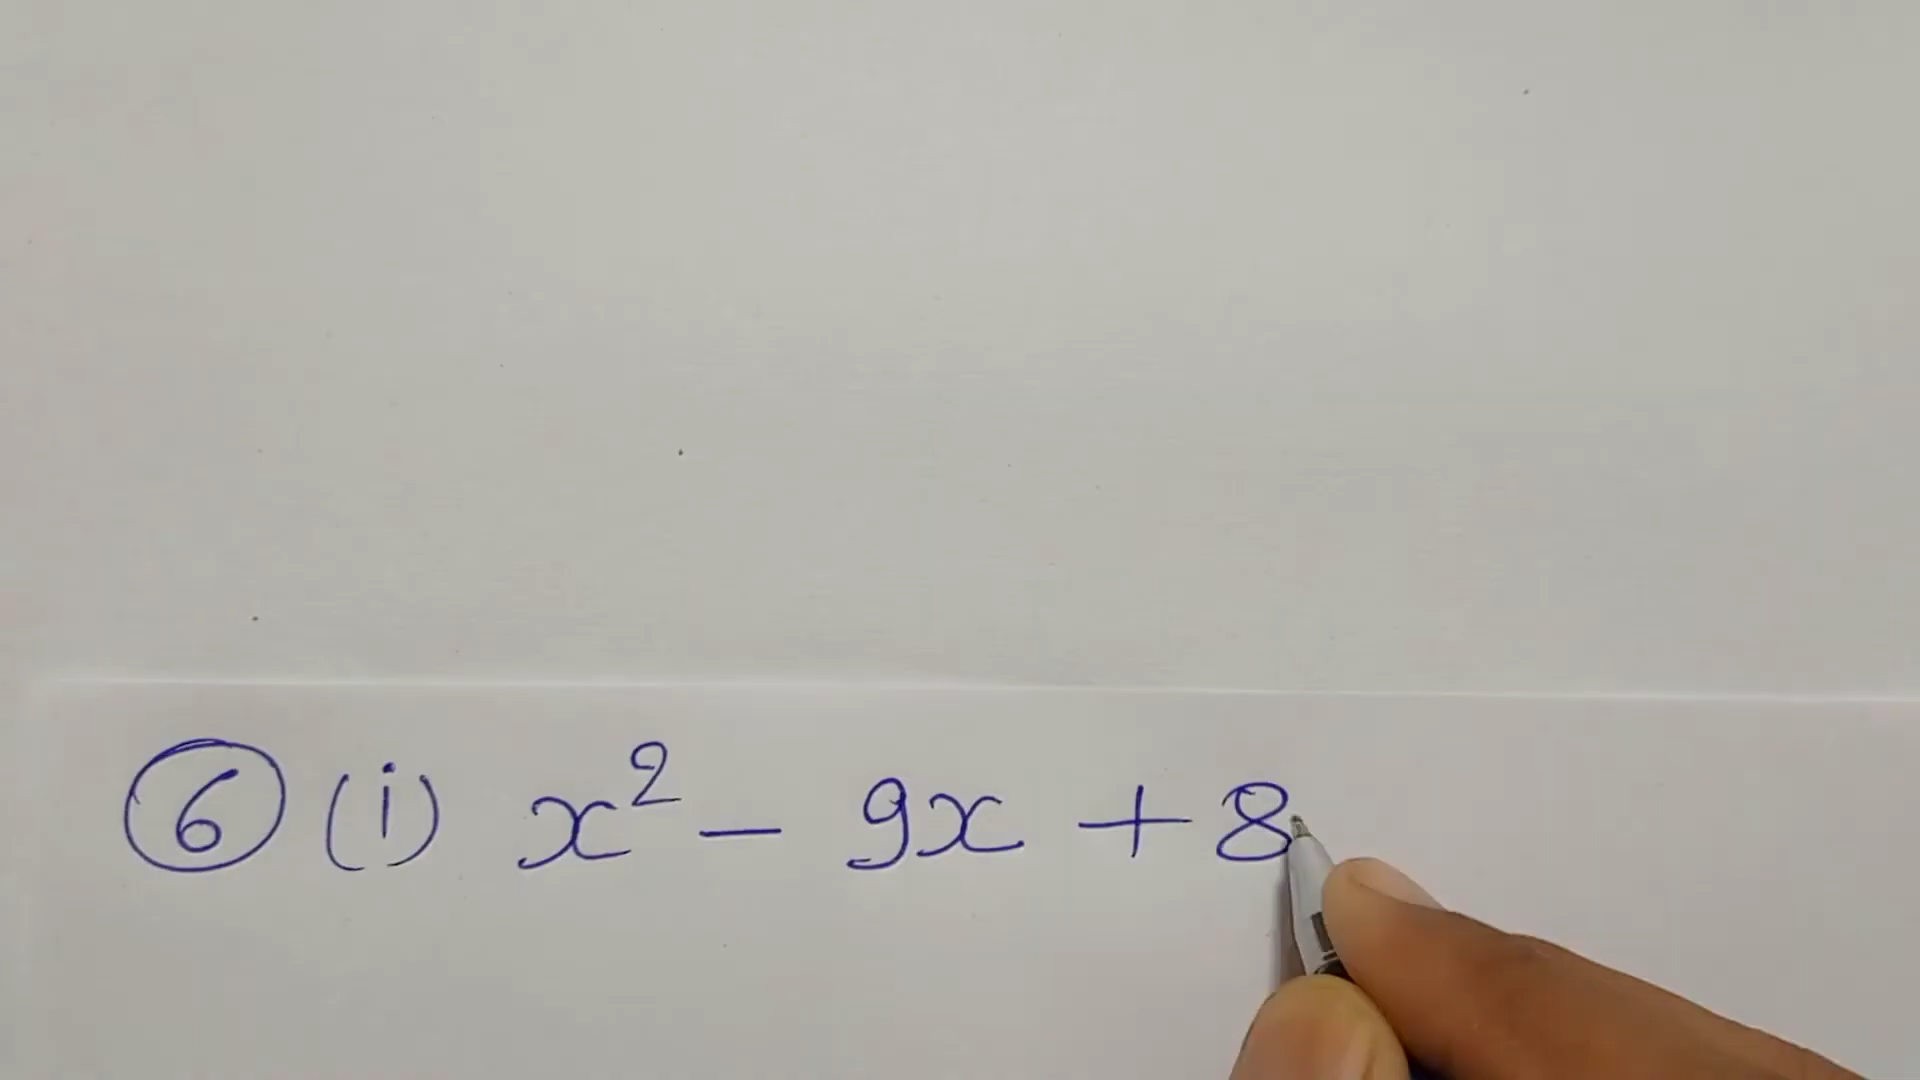 ⑥ (i) x² - 9x + 8